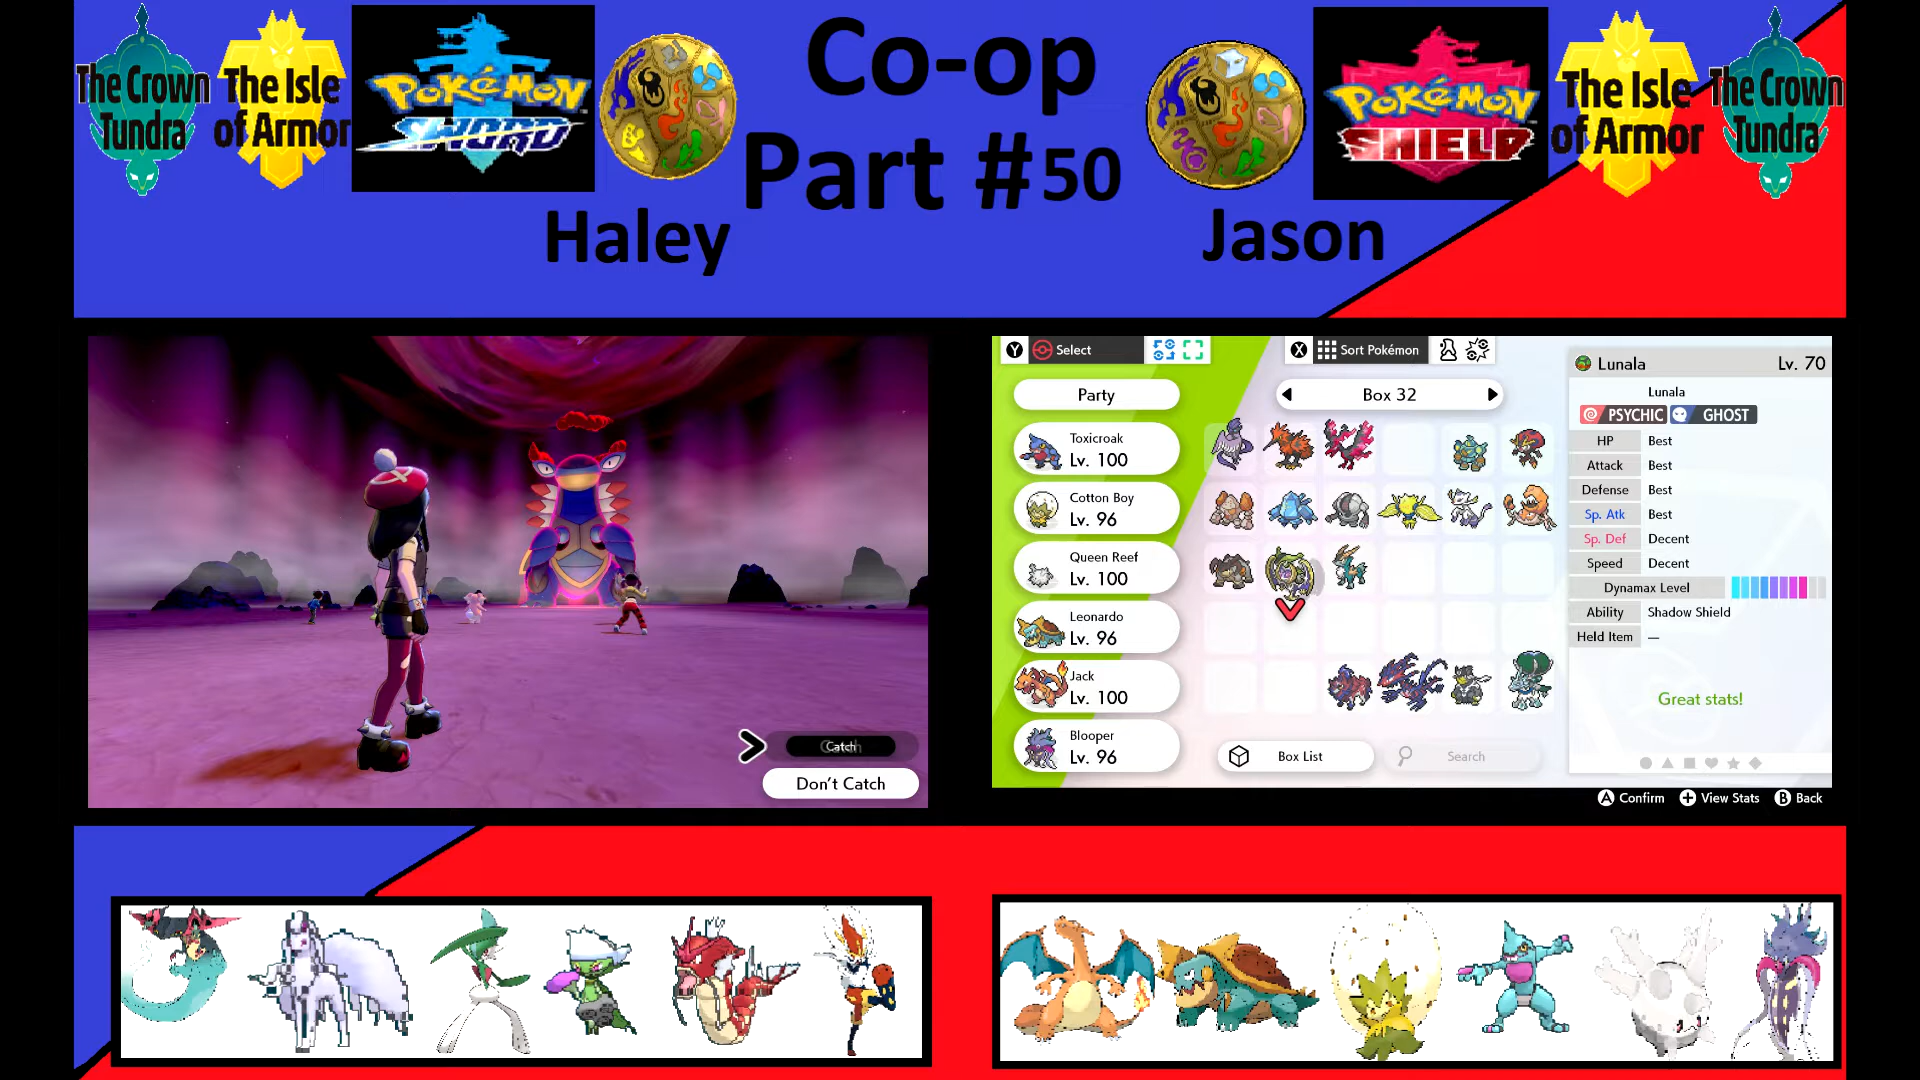 The Crown
Tundra
The Isle
of Armor
POKéMON
SWORD
Co-op
Part #50
POKéMON
SHIELD
The Isle
of Armor
The Crown
Tundra
Haley
Jason
Catch
Don't Catch
Y Select
X Sort Pokémon
Party
Box 32
Toxicroak
Lv. 100
Cotton Boy
Lv. 96
Queen Reef
Lv. 100
Leonardo
Lv. 96
Jack
Lv. 100
Blooper
Lv. 96
Box List
Search
Lunala Lv. 70
Lunala
PSYCHIC GHOST
HP Best
Attack Best
Defense Best
Sp. Atk Best
Sp. Def Decent
Speed Decent
Dynamax Level
Ability Shadow Shield
Held Item —
Great stats!
A Confirm + View Stats B Back